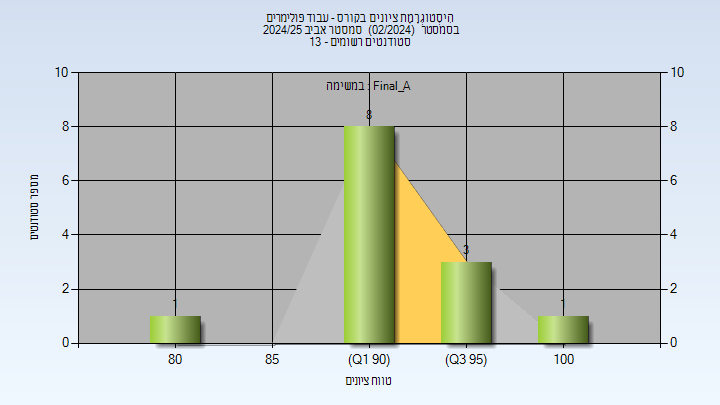 היסטוגרמת ציונים בקורס - עבוד פולימרים
בסמסטר (02/2024) סמסטר אביב 2024/25
סטודנטים רשומים - 13
במשימה : Final_A
מספר סטודנטים
10
8
6
4
2
0
10
8
6
4
2
0
1
8
3
1
80
85
(Q1 90)
(Q3 95)
100
טווח ציונים